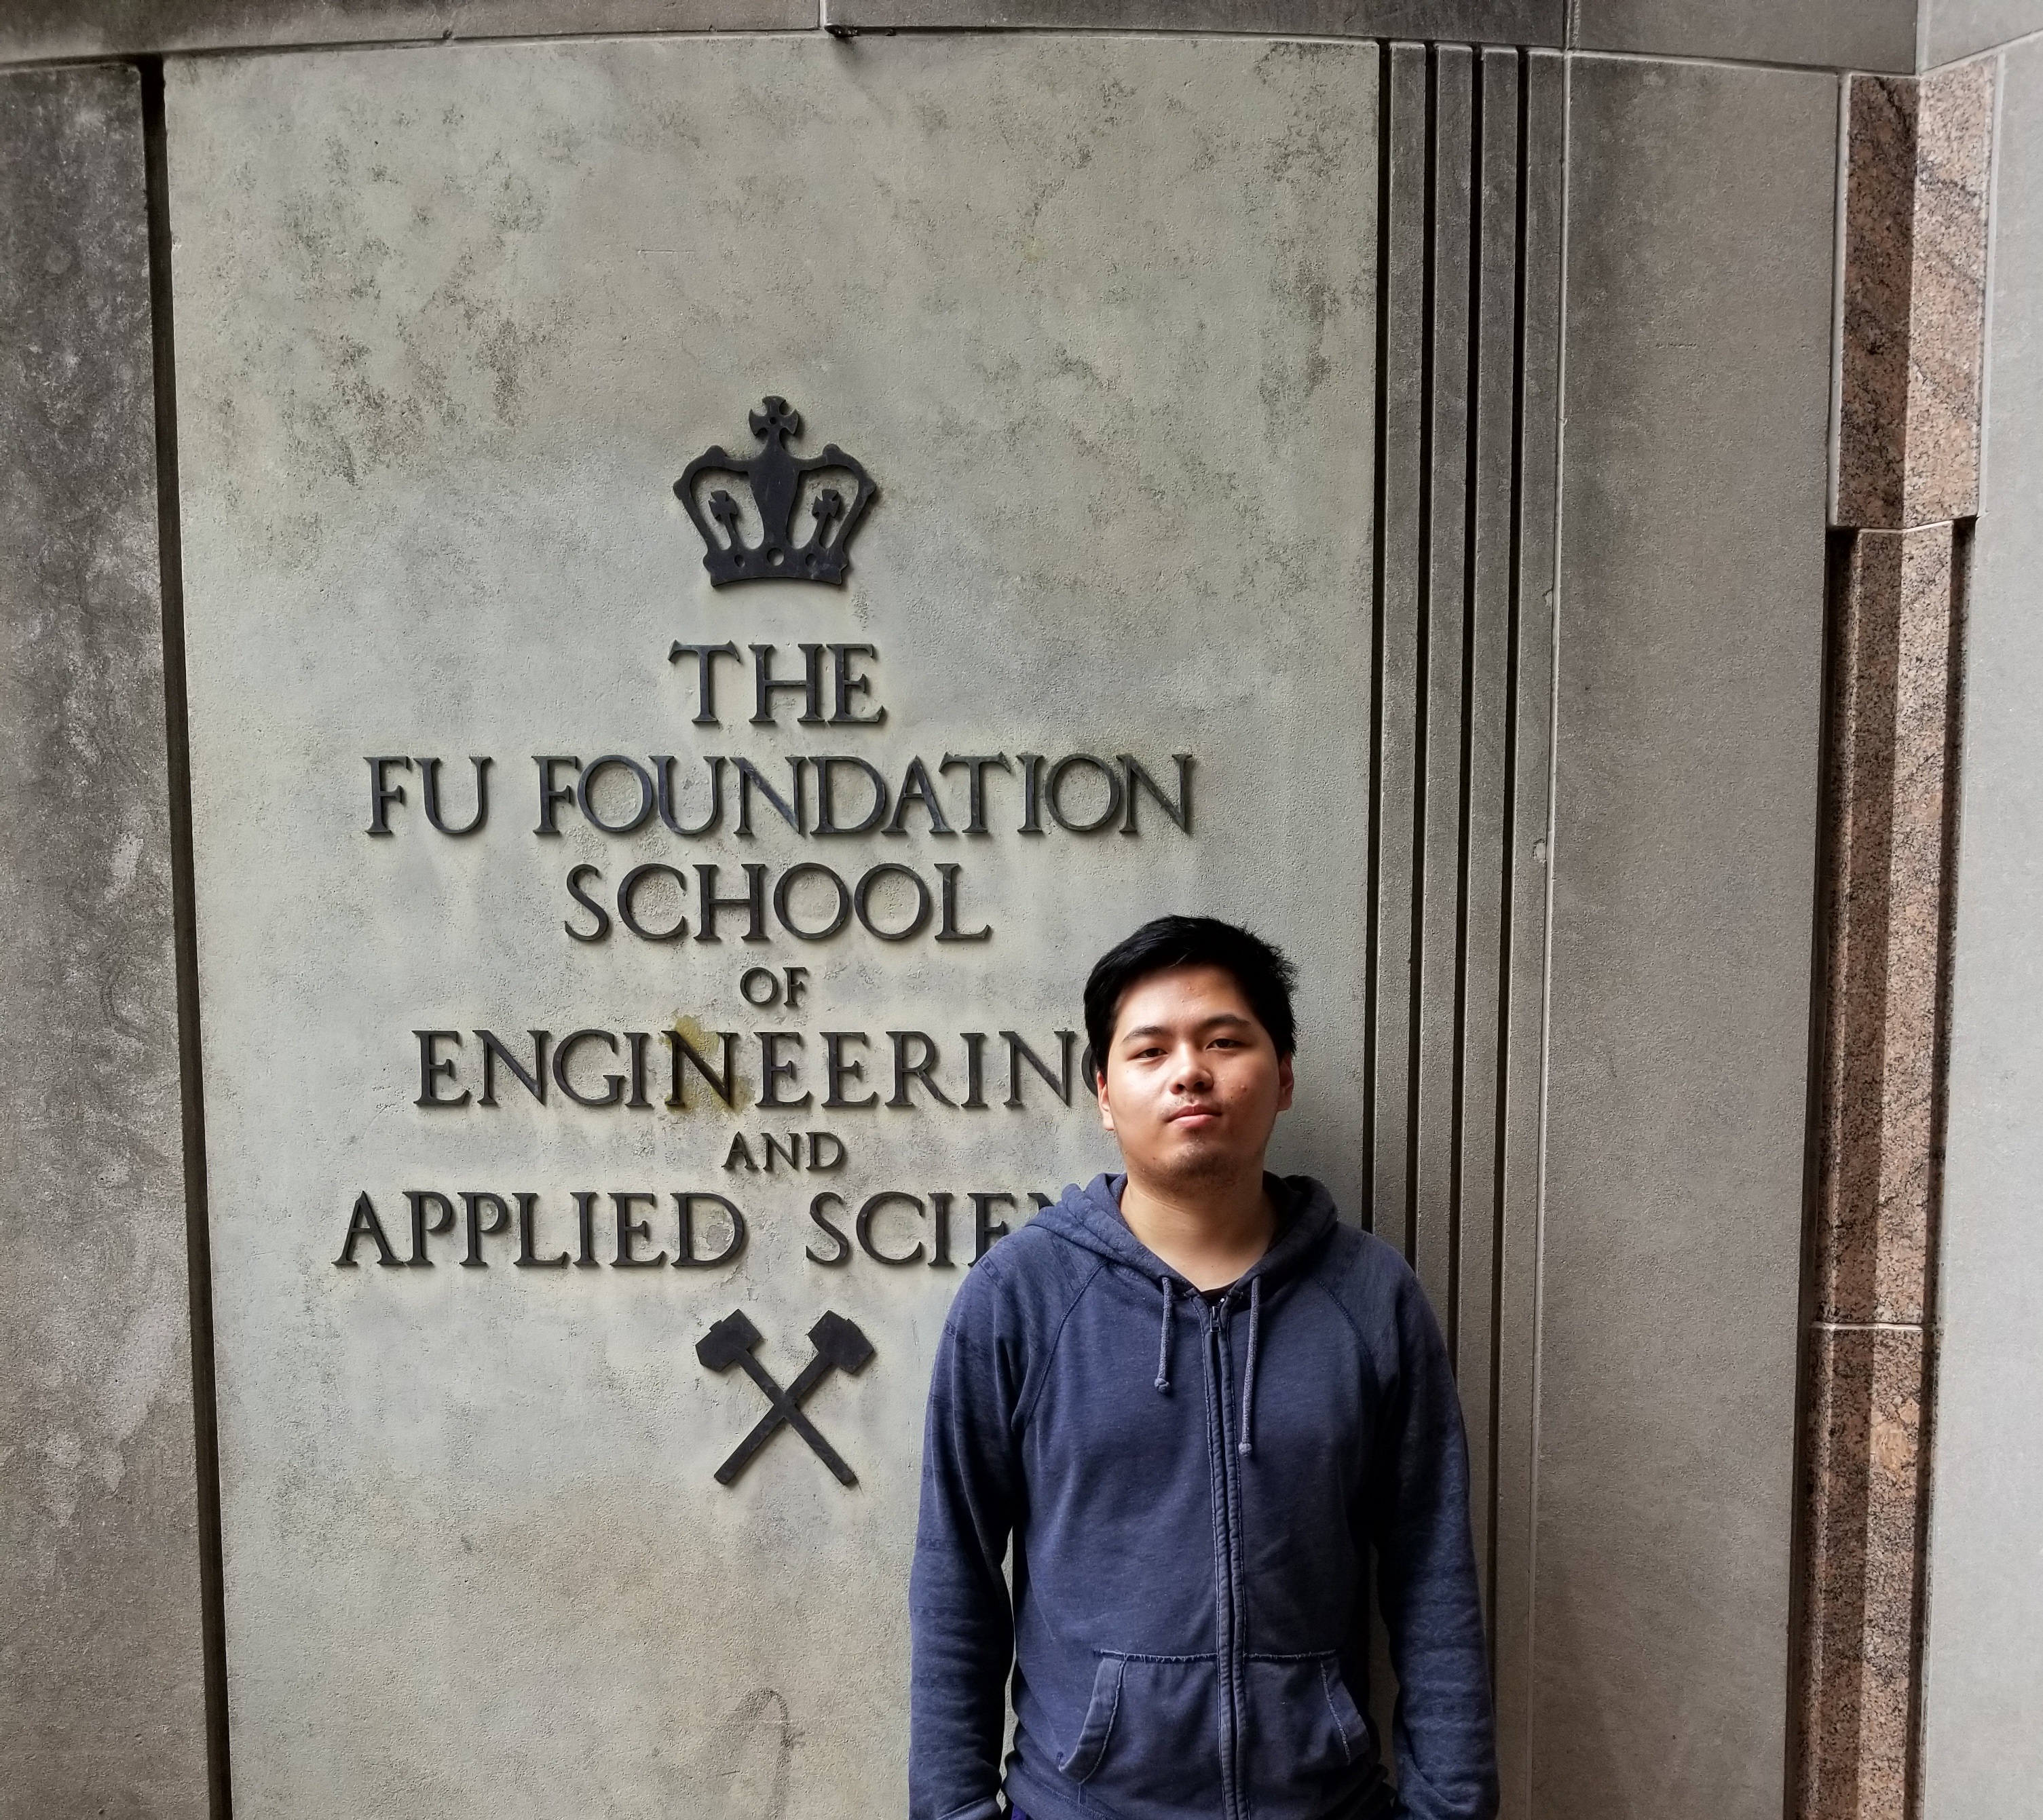 THE
FU FOUNDATION
SCHOOL
OF
ENGINEERING
AND
APPLIED